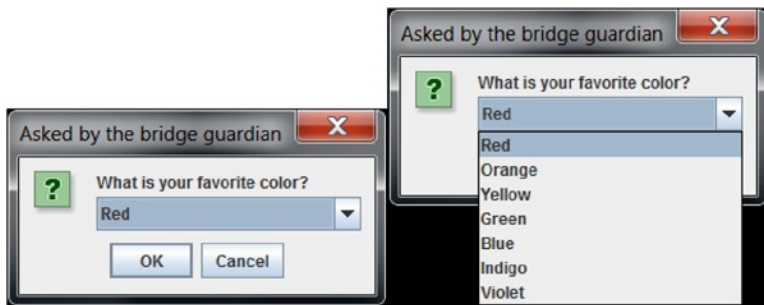 Asked by the bridge guardian
X
?
What is your favorite color?
Red
OK Cancel
Asked by the bridge guardian
X
?
What is your favorite color?
Red
Red
Orange
Yellow
Green
Blue
Indigo
Violet